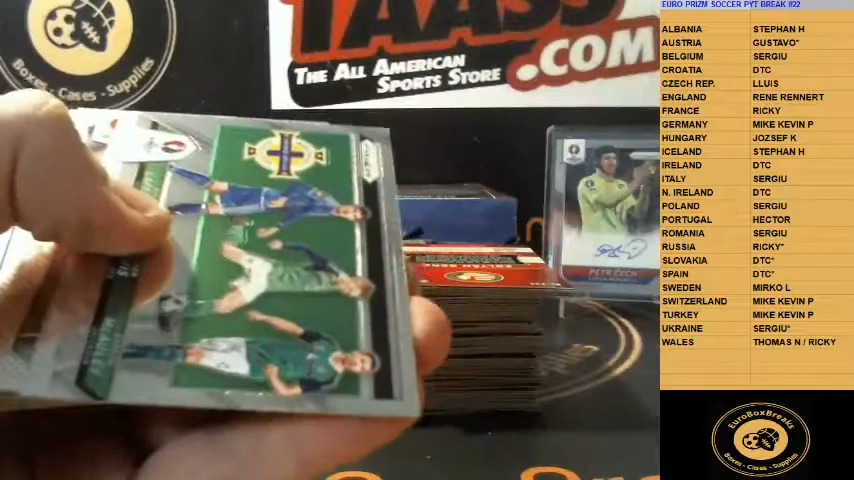 EURO PRIZM SOCCER PYT BREAK #22
ALBANIA STEPHAN H
AUSTRIA GUSTAVO*
BELGIUM SERGIU
CROATIA DTC
CZECH REP. LLUIS
ENGLAND RENE RENNERT
FRANCE RICKY
GERMANY MIKE KEVIN P
HUNGARY JOZSEF K
ICELAND STEPHAN H
IRELAND DTC
ITALY SERGIU
N. IRELAND DTC
POLAND SERGIU
PORTUGAL HECTOR
ROMANIA SERGIU
RUSSIA RICKY*
SLOVAKIA DTC*
SPAIN DTC*
SWEDEN MIRKO L
SWITZERLAND MIKE KEVIN P
TURKEY MIKE KEVIN P
UKRAINE SERGIU*
WALES THOMAS N / RICKY
EuroBoxBreaks
Boxes - Cases - Supplies
Boxes - Cases - Supplies
TAASS
.COM
THE ALL AMERICAN
SPORTS STORE
PRIZM
PETR ČECH